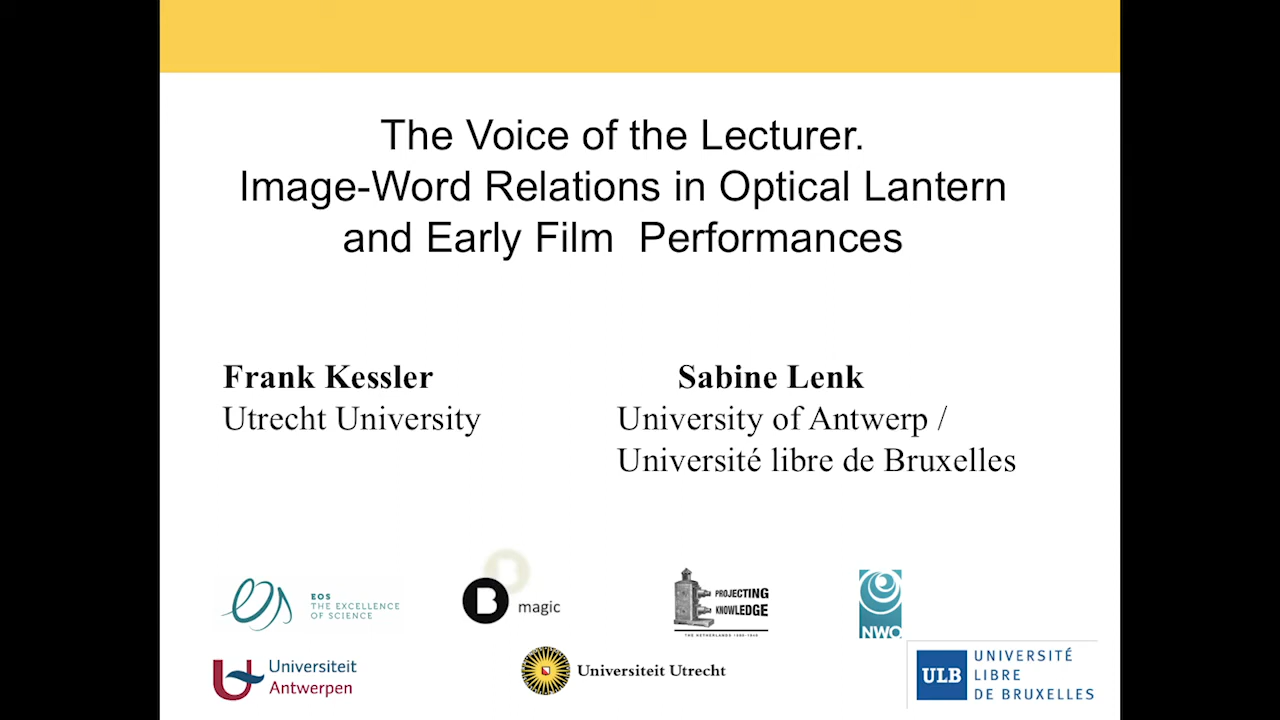 The Voice of the Lecturer.
Image-Word Relations in Optical Lantern
and Early Film  Performances
Frank Kessler
Utrecht University
Sabine Lenk
University of Antwerp /
Université libre de Bruxelles
EOS
THE EXCELLENCE
OF SCIENCE
B
magic
PROJECTING
KNOWLEDGE
NWO
Universiteit
Antwerpen
Universiteit Utrecht
ULB
UNIVERSITÉ
LIBRE
DE BRUXELLES